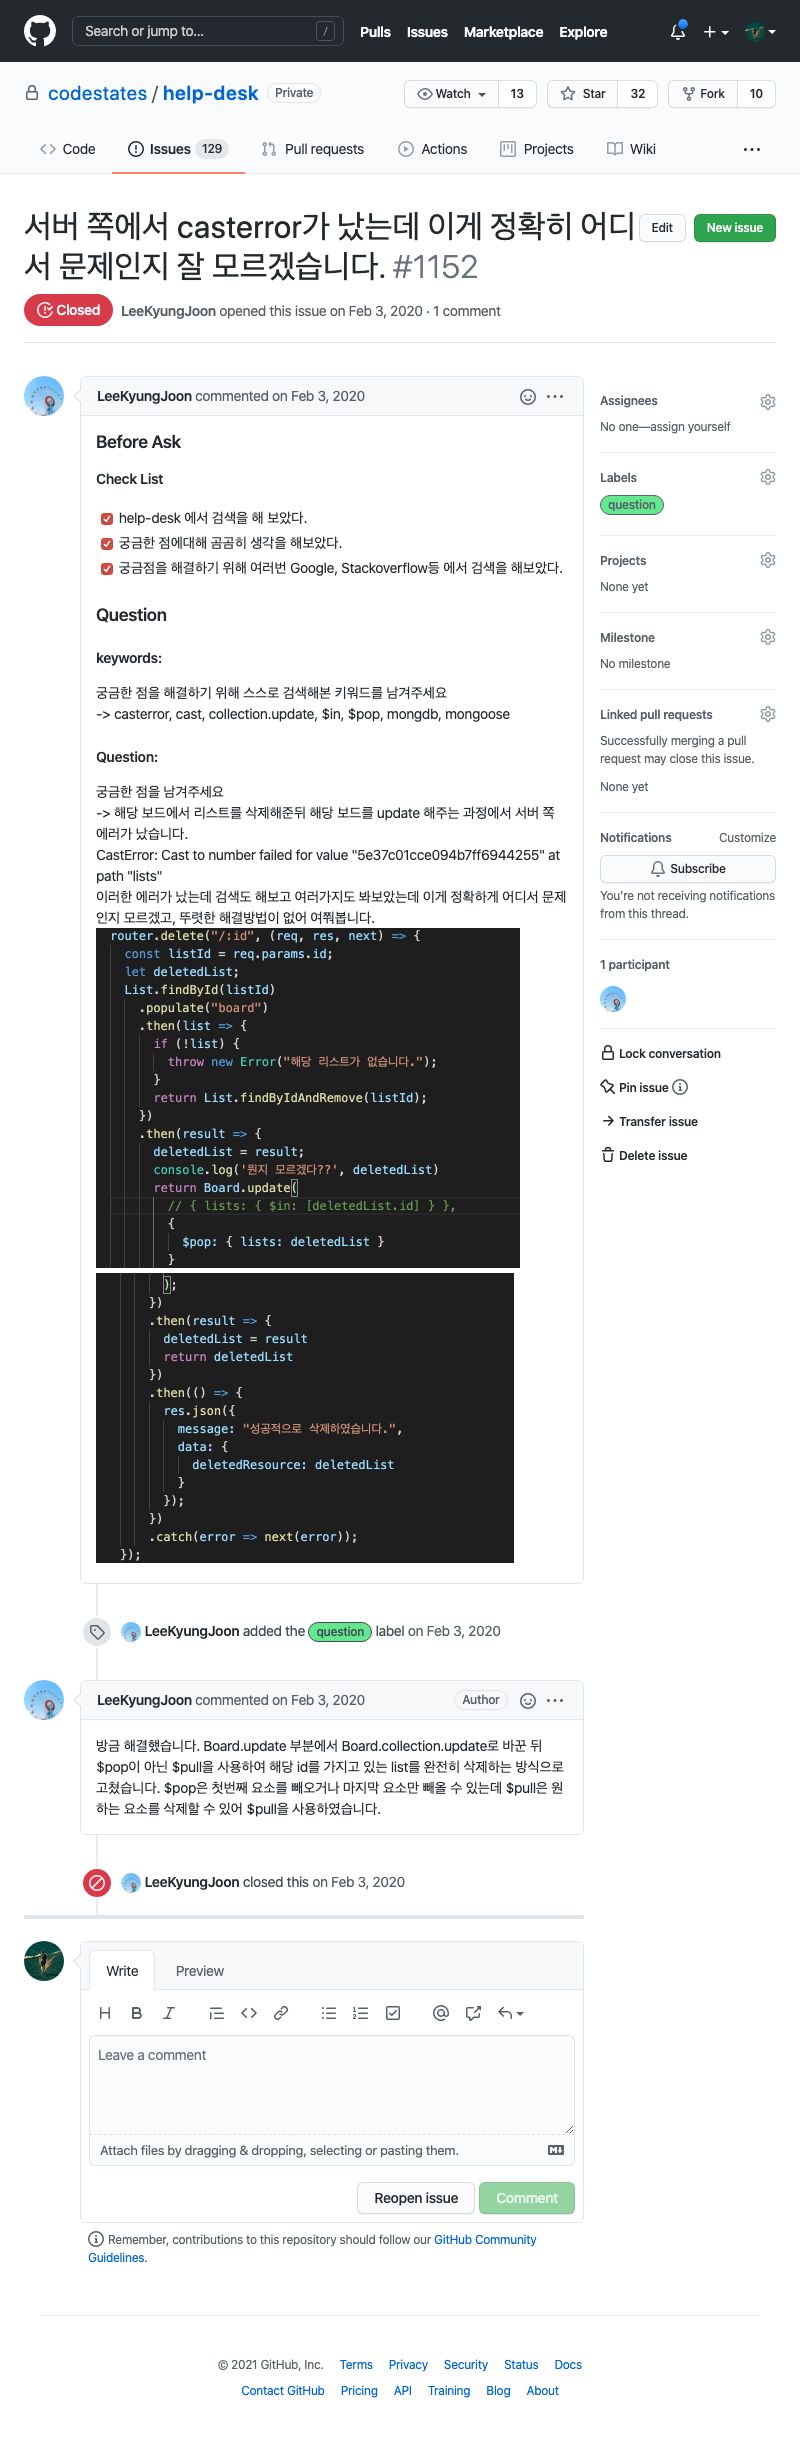 Search or jump to...
/
Pulls
Issues
Marketplace
Explore
codestates / help-desk
Private
Watch
13
Star
32
Fork
10
Code
Issues 129
Pull requests
Actions
Projects
Wiki
서버 쪽에서 casterror가 났는데 이게 정확히 어디
서 문제인지 잘 모르겠습니다. #1152
Edit
New issue
Closed
LeeKyungJoon opened this issue on Feb 3, 2020 · 1 comment
LeeKyungJoon commented on Feb 3, 2020
Before Ask
Check List
help-desk 에서 검색을 해 보았다.
궁금한 점에대해 곰곰히 생각을 해보았다.
궁금점을 해결하기 위해 여러번 Google, Stackoverflow등 에서 검색을 해보았다.
Question
keywords:
궁금한 점을 해결하기 위해 스스로 검색해본 키워드를 남겨주세요
-> casterror, cast, collection.update, $in, $pop, mongdb, mongoose
Question:
궁금한 점을 남겨주세요
-> 해당 보드에서 리스트를 삭제해준뒤 해당 보드를 update 해주는 과정에서 서버 쪽
에러가 났습니다.
CastError: Cast to number failed for value "5e37c01cce094b7ff6944255" at
path "lists"
이러한 에러가 났는데 검색도 해보고 여러가지도 봐보았는데 이게 정확하게 어디서 문제
인지 모르겠고, 뚜렷한 해결방법이 없어 여쭤봅니다.
router.delete("/:id", (req, res, next) => {
const listId = req.params.id;
let deletedList;
List.findById(listId)
.populate("board")
.then(list => {
if (!list) {
throw new Error("해당 리스트가 없습니다.");
}
return List.findByIdAndRemove(listId);
})
.then(result => {
deletedList = result;
console.log('뭔지 모르겠다??', deletedList)
return Board.update(
// { lists: { $in: [deletedList.id] } },
{
$pop: { lists: deletedList }
}
);
})
.then(result => {
deletedList = result
return deletedList
})
.then(() => {
res.json({
message: "성공적으로 삭제하였습니다.",
data: {
deletedResource: deletedList
}
});
})
.catch(error => next(error));
});
LeeKyungJoon added the question label on Feb 3, 2020
LeeKyungJoon commented on Feb 3, 2020
Author
방금 해결했습니다. Board.update 부분에서 Board.collection.update로 바꾼 뒤
$pop이 아닌 $pull을 사용하여 해당 id를 가지고 있는 list를 완전히 삭제하는 방식으로
고쳤습니다. $pop은 첫번째 요소를 빼오거나 마지막 요소만 빼올 수 있는데 $pull은 원
하는 요소를 삭제할 수 있어 $pull을 사용하였습니다.
LeeKyungJoon closed this on Feb 3, 2020
Write
Preview
H B I
Leave a comment
Attach files by dragging & dropping, selecting or pasting them.
Reopen issue
Comment
Remember, contributions to this repository should follow our GitHub Community
Guidelines.
Assignees
No one—assign yourself
Labels
question
Projects
None yet
Milestone
No milestone
Linked pull requests
Successfully merging a pull
request may close this issue.
None yet
Notifications
Customize
Subscribe
You're not receiving notifications
from this thread.
1 participant
Lock conversation
Pin issue
Transfer issue
Delete issue
© 2021 GitHub, Inc.
Terms
Privacy
Security
Status
Docs
Contact GitHub
Pricing
API
Training
Blog
About